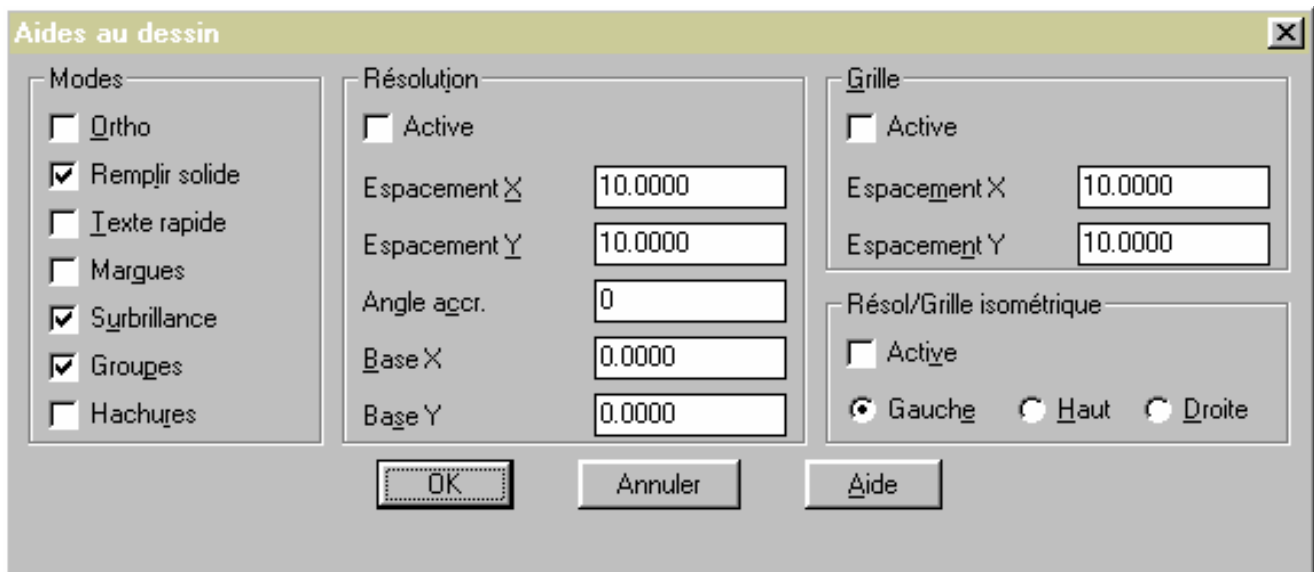 Aides au dessin
Modes
Ortho
Remplir solide
Texte rapide
Margues
Surbrillance
Groupes
Hachures
Résolution
Active
Espacement X 10.0000
Espacement Y 10.0000
Angle accr. 0
Base X 0.0000
Base Y 0.0000
Grille
Active
Espacement X 10.0000
Espacement Y 10.0000
Résol/Grille isométrique
Active
Gauche Haut Droite
OK Annuler Aide